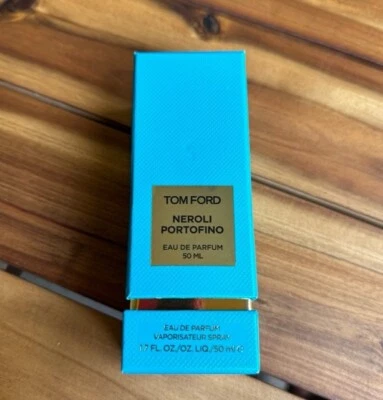 TOM FORD
NEROLI
PORTOFINO
EAU DE PARFUM
50 ML
EAU DE PARFUM
VAPORISATEUR SPRAY
1.7 FL. OZ./OZ. LIQ./50 ml ℮